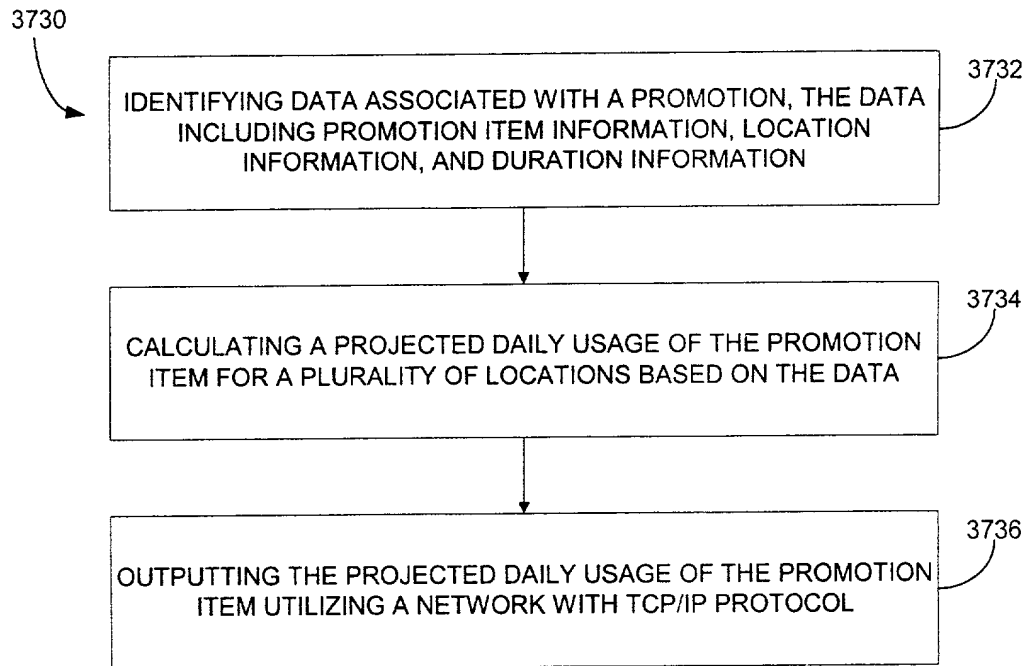 3730
3732
IDENTIFYING DATA ASSOCIATED WITH A PROMOTION, THE DATA
INCLUDING PROMOTION ITEM INFORMATION, LOCATION
INFORMATION, AND DURATION INFORMATION
3734
CALCULATING A PROJECTED DAILY USAGE OF THE PROMOTION
ITEM FOR A PLURALITY OF LOCATIONS BASED ON THE DATA
3736
OUTPUTTING THE PROJECTED DAILY USAGE OF THE PROMOTION
ITEM UTILIZING A NETWORK WITH TCP/IP PROTOCOL